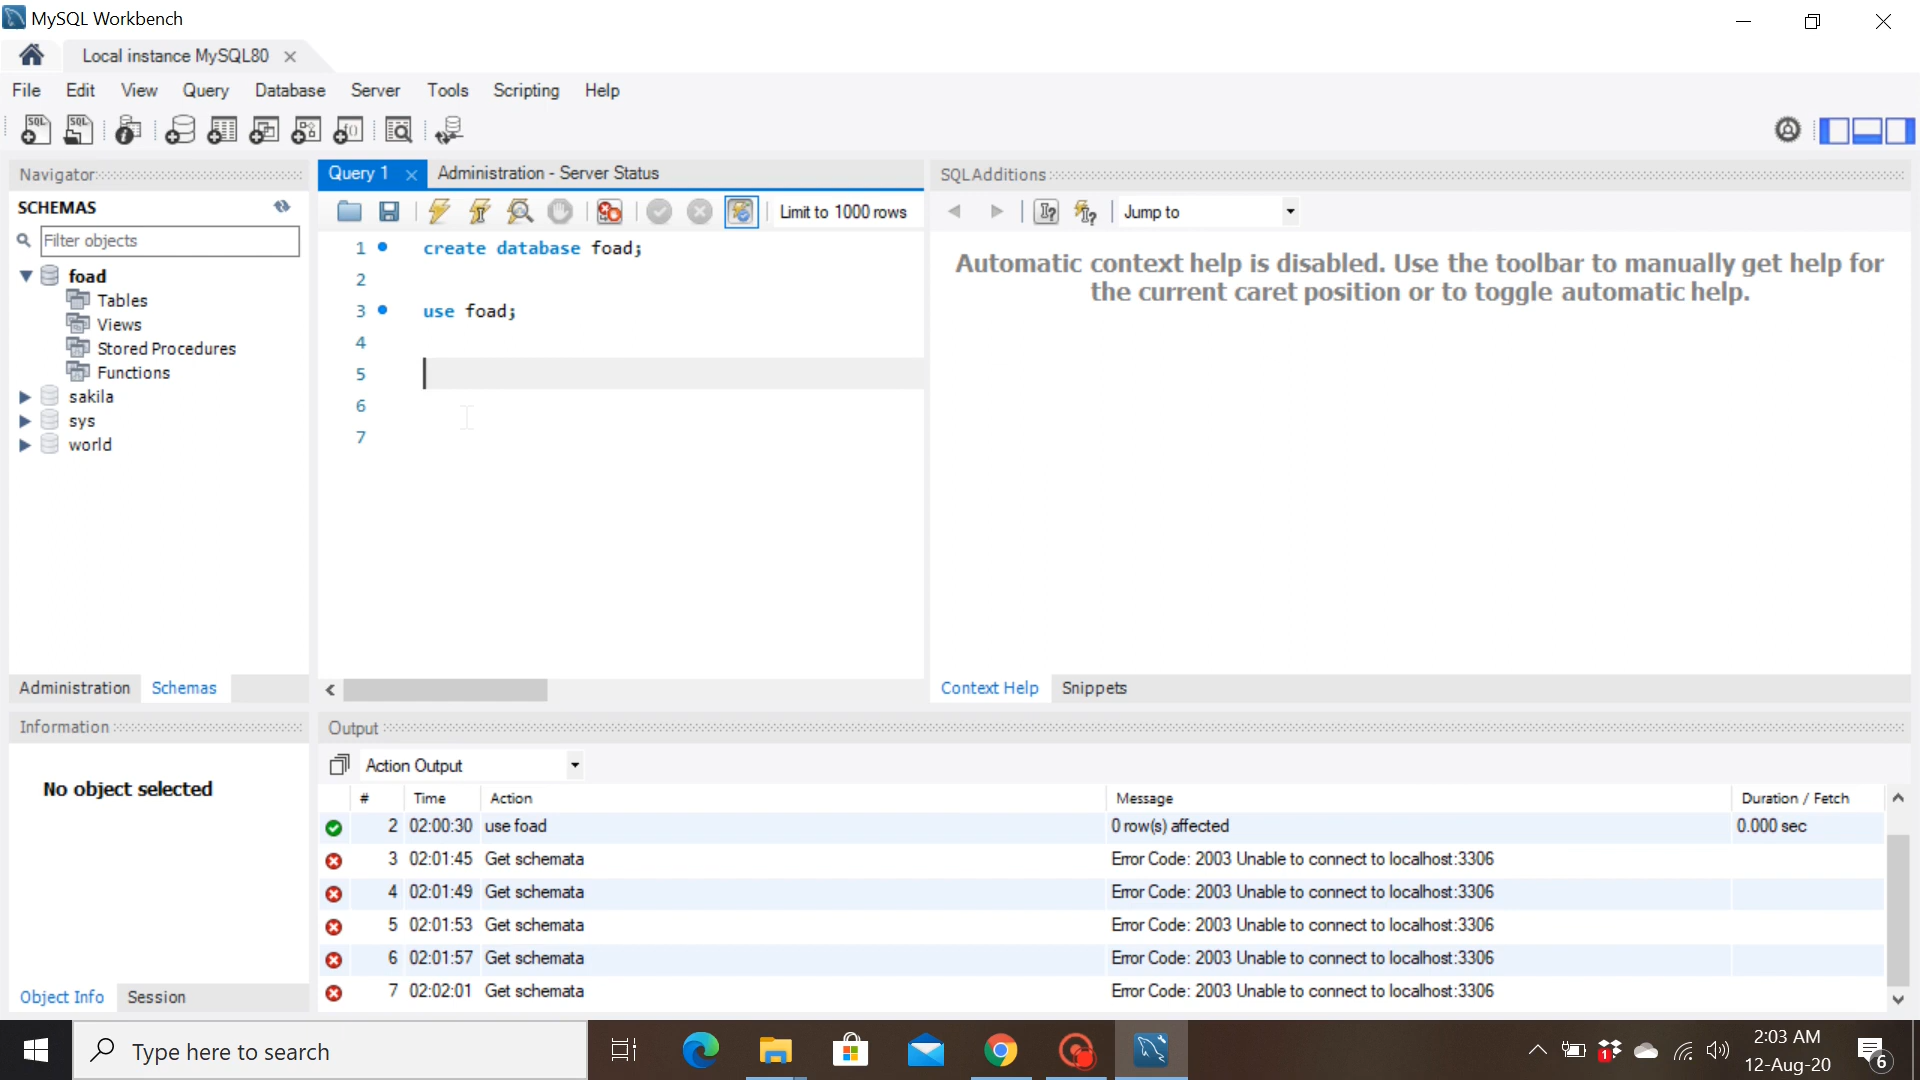 MySQL Workbench
Local instance MySQL80
File Edit View Query Database Server Tools Scripting Help
Navigator
SCHEMAS
Filter objects
foad
Tables
Views
Stored Procedures
Functions
sakila
sys
world
Administration Schemas
Information
No object selected
Object Info Session
Query 1 Administration - Server Status
Limit to 1000 rows
1 create database foad;
2
3 use foad;
4
5
6
7
SQLAdditions
Jump to
Automatic context help is disabled. Use the toolbar to manually get help for
the current caret position or to toggle automatic help.
Context Help Snippets
Output
Action Output
# Time Action Message Duration / Fetch
2 02:00:30 use foad 0 row(s) affected 0.000 sec
3 02:01:45 Get schemata Error Code: 2003 Unable to connect to localhost:3306
4 02:01:49 Get schemata Error Code: 2003 Unable to connect to localhost:3306
5 02:01:53 Get schemata Error Code: 2003 Unable to connect to localhost:3306
6 02:01:57 Get schemata Error Code: 2003 Unable to connect to localhost:3306
7 02:02:01 Get schemata Error Code: 2003 Unable to connect to localhost:3306
Type here to search
1
2:03 AM
12-Aug-20
6